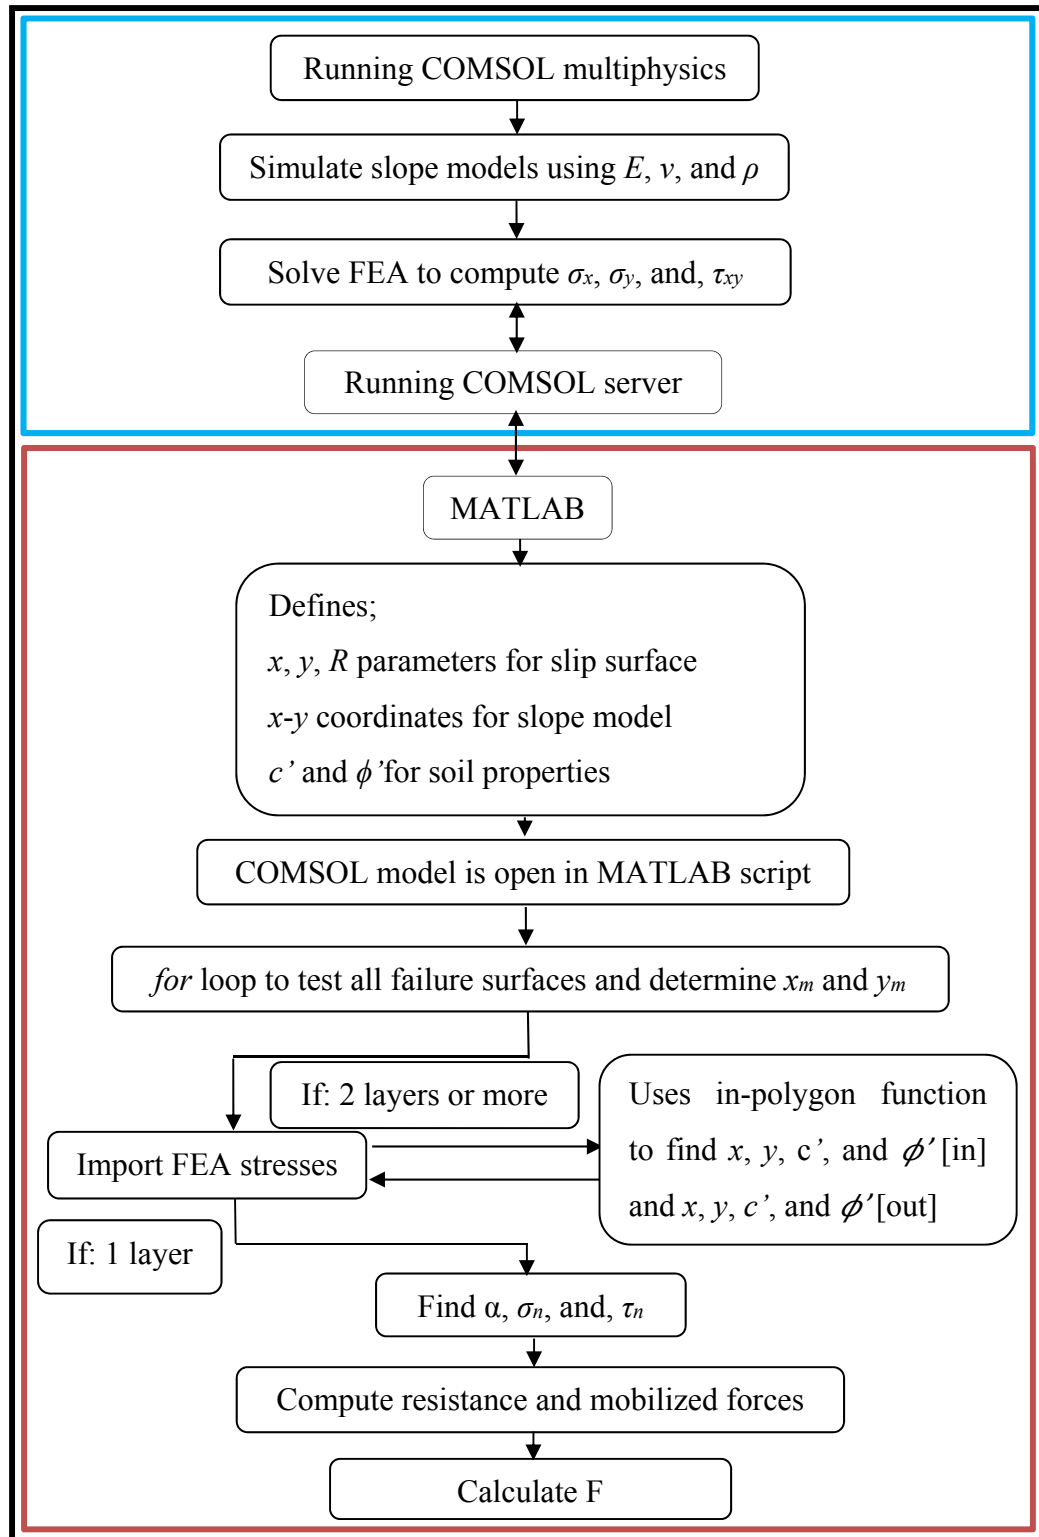 Running COMSOL multiphysics
Simulate slope models using E, ν, and ρ
Solve FEA to compute σx, σy, and, τxy
Running COMSOL server
MATLAB
Defines;
x, y, R parameters for slip surface
x-y coordinates for slope model
c’ and ϕ’for soil properties
COMSOL model is open in MATLAB script
for loop to test all failure surfaces and determine xm and ym
If: 2 layers or more
Uses in-polygon function
to find x, y, c’, and ϕ’ [in]
and x, y, c’, and ϕ’ [out]
Import FEA stresses
If: 1 layer
Find α, σn, and, τn
Compute resistance and mobilized forces
Calculate F